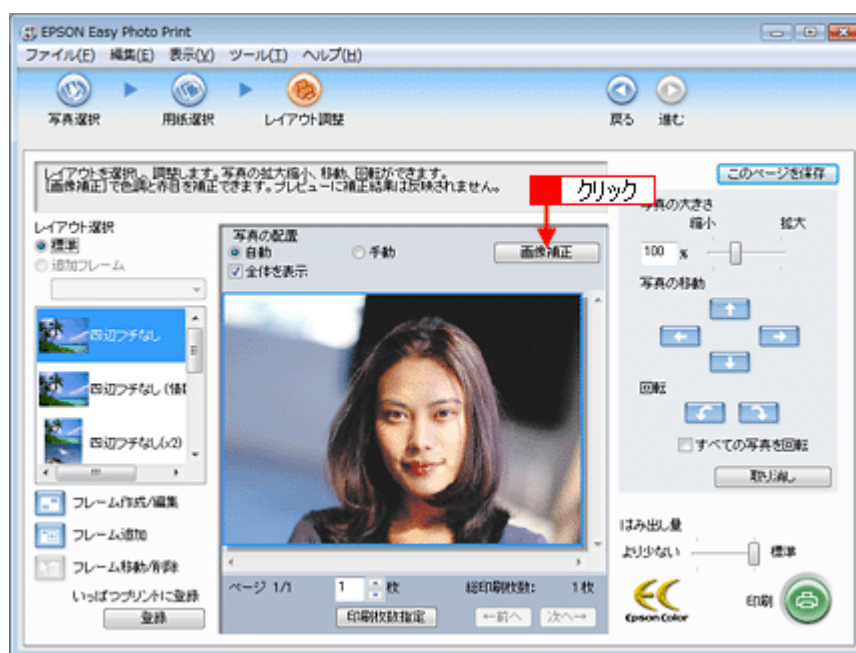 EPSON Easy Photo Print
ファイル(F) 編集(E) 表示(V) ツール(T) ヘルプ(H)
写真選択 用紙選択 レイアウト調整 戻る 進む
レイアウトを選択し、調整します。写真の拡大縮小、移動、回転ができます。
[画像補正]で色調と赤目を補正できます。プレビューに補正結果は反映されません。
クリック
このページを保存
レイアウト選択
標準
追加フレーム
四辺フチなし
四辺フチなし(x2)
フレーム作成/編集
フレーム追加
フレーム移動/削除
いっぱつプリントに登録
登録
写真の配置
自動 手動 画像補正
全体を表示
ページ 1/1 1 枚 総印刷枚数: 1 枚
印刷枚数指定 ←前へ 次へ→
写真の大きさ
縮小 拡大
100 %
写真の移動
回転
すべての写真を回転
取り消し
はみ出し量
より少ない 標準
Epson Color 印刷